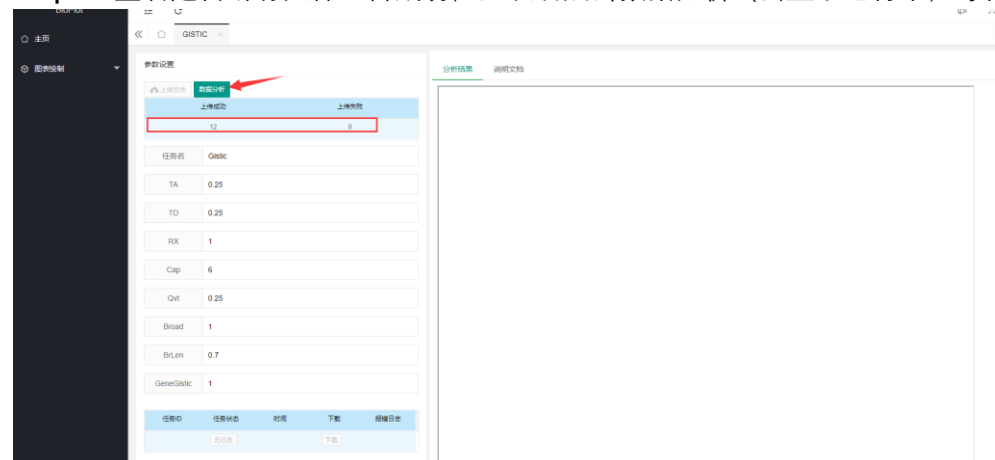 主页
GISTIC
图表绘制
参数设置
分析结果 说明文档
上传文件 数据分析
上传成功 上传失败
12 0
任务名 Gistic
TA 0.25
TD 0.25
RX 1
Cap 6
Qvt 0.25
Broad 1
BrLen 0.7
GeneGistic 1
任务ID 任务状态 时间 下载 报错日志
无任务 下载